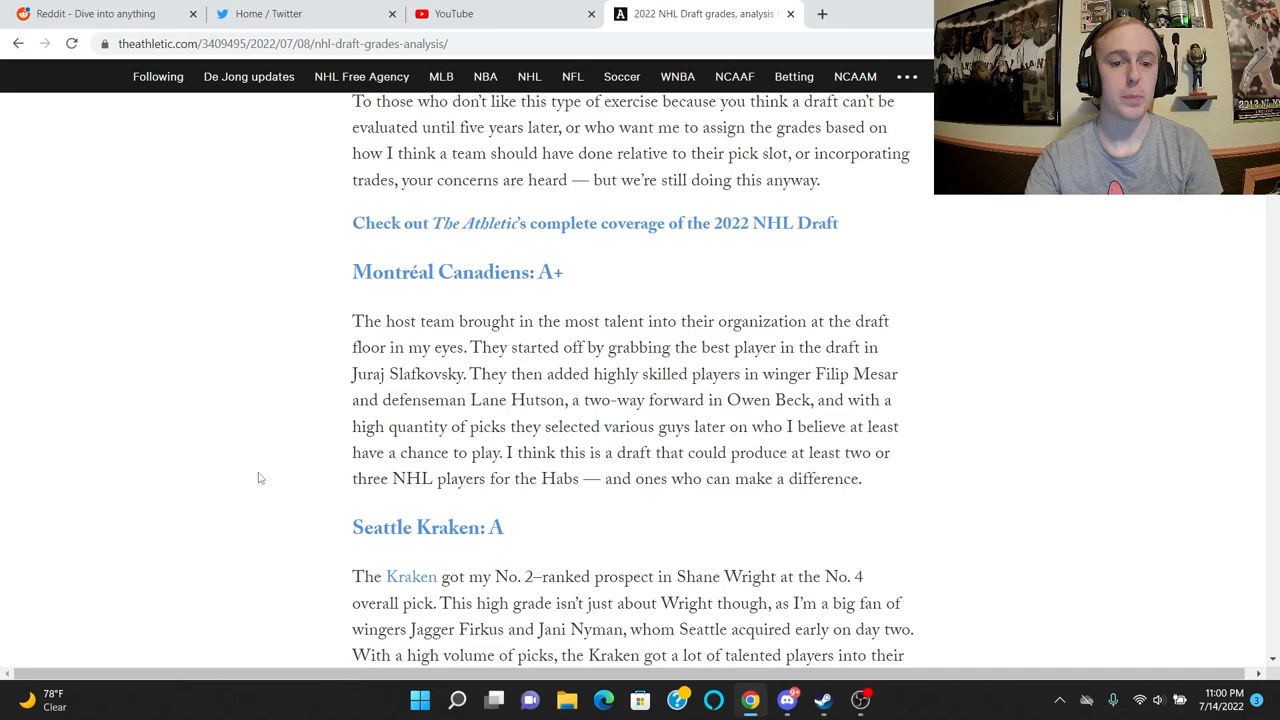 Reddit - Dive into anything
Home / Twitter
YouTube
2022 NHL Draft grades, analysis
theathletic.com/3409495/2022/07/08/nhl-draft-grades-analysis/
Following De Jong updates NHL Free Agency MLB NBA NHL NFL Soccer WNBA NCAAF Betting NCAAM
To those who don't like this type of exercise because you think a draft can't be
evaluated until five years later, or who want me to assign the grades based on
how I think a team should have done relative to their pick slot, or incorporating
trades, your concerns are heard — but we're still doing this anyway.
Check out The Athletic's complete coverage of the 2022 NHL Draft
Montréal Canadiens: A+
The host team brought in the most talent into their organization at the draft
floor in my eyes. They started off by grabbing the best player in the draft in
Juraj Slafkovsky. They then added highly skilled players in winger Filip Mesar
and defenseman Lane Hutson, a two-way forward in Owen Beck, and with a
high quantity of picks they selected various guys later on who I believe at least
have a chance to play. I think this is a draft that could produce at least two or
three NHL players for the Habs — and ones who can make a difference.
Seattle Kraken: A
The Kraken got my No. 2–ranked prospect in Shane Wright at the No. 4
overall pick. This high grade isn't just about Wright though, as I'm a big fan of
wingers Jagger Firkus and Jani Nyman, whom Seattle acquired early on day two.
With a high volume of picks, the Kraken got a lot of talented players into their
78°F
Clear
11:00 PM
7/14/2022
3